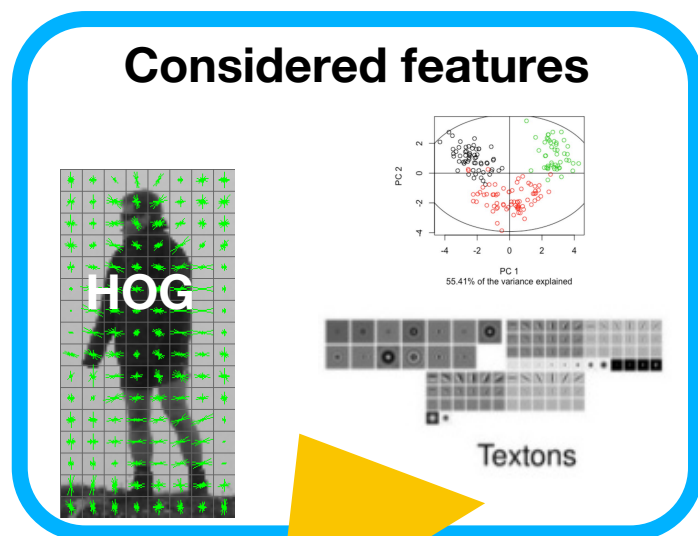 Considered features
HOG
PC 2
2
0
-2
-4
-4 -2 0 2 4
PC 1
55.41% of the variance explained
Textons